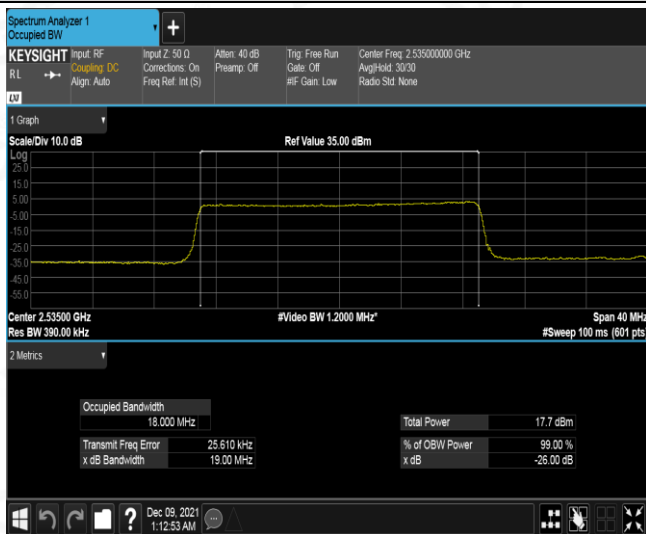 Spectrum Analyzer 1
Occupied BW
+
KEYSIGHT
RL
LXI
Input: RF
Coupling: DC
Align: Auto
Input Z: 50 Ω
Corrections: On
Freq Ref: Int (S)
Atten: 40 dB
Preamp: Off
Trig: Free Run
Gate: Off
#IF Gain: Low
Center Freq: 2.535000000 GHz
Avg|Hold: 30/30
Radio Std: None
1 Graph
Scale/Div 10.0 dB
Ref Value 35.00 dBm
Log
25.0
15.0
5.00
-5.00
-15.0
-25.0
-35.0
-45.0
-55.0
Center 2.53500 GHz
#Video BW 1.2000 MHz*
Span 40 MHz
Res BW 390.00 kHz
#Sweep 100 ms (601 pts)
2 Metrics
Occupied Bandwidth
18.000 MHz
Total Power 17.7 dBm
Transmit Freq Error 25.610 kHz
% of OBW Power 99.00 %
x dB Bandwidth 19.00 MHz
x dB -26.00 dB
?
Dec 09, 2021
1:12:53 AM